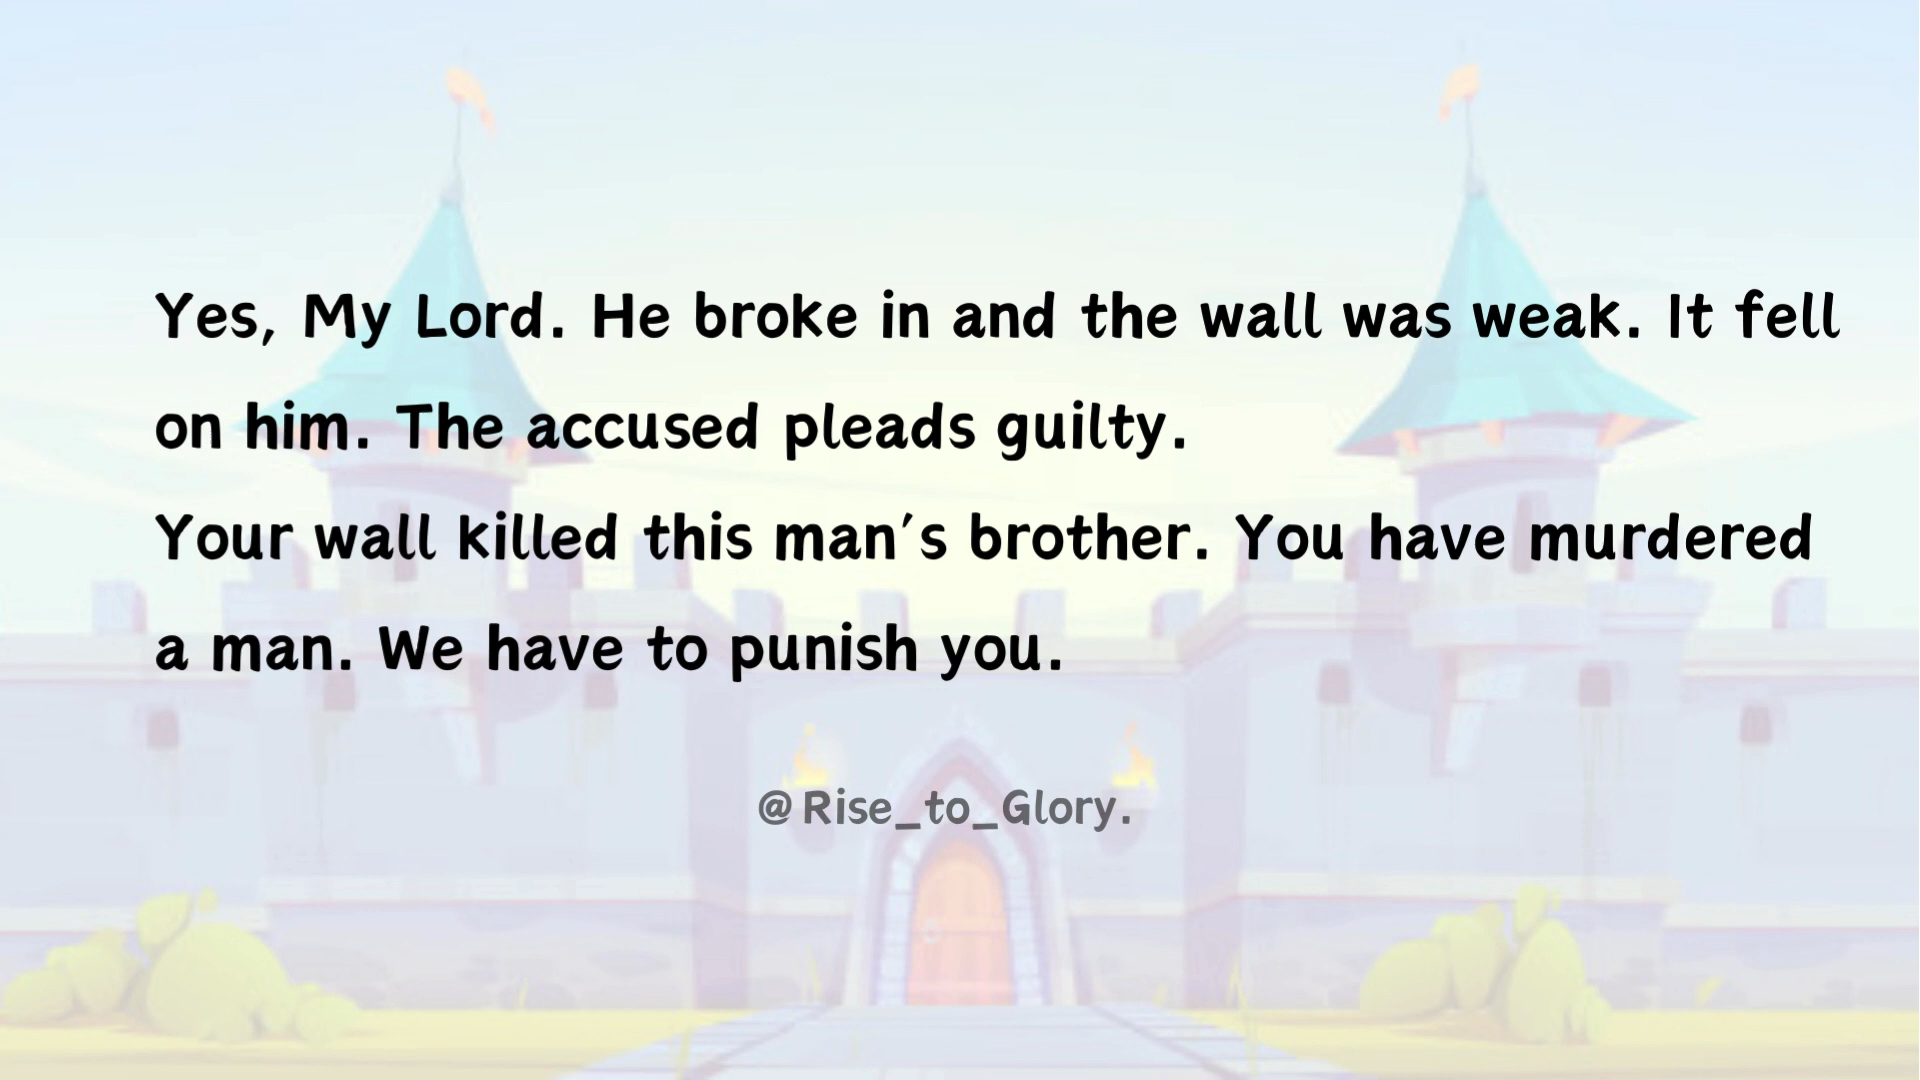 Yes, My Lord. He broke in and the wall was weak. It fell
on him. The accused pleads guilty.
Your wall killed this man's brother. You have murdered
a man. We have to punish you.
@Rise_to_Glory.